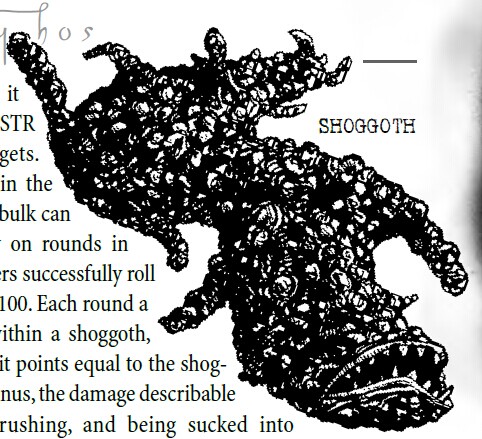 hos
it
SHOGGOTH
STR
gets.
in the
bulk can
on rounds in
ers successfully roll
100. Each round a
within a shoggoth,
it points equal to the shog-
nus, the damage describable
rushing, and being sucked into